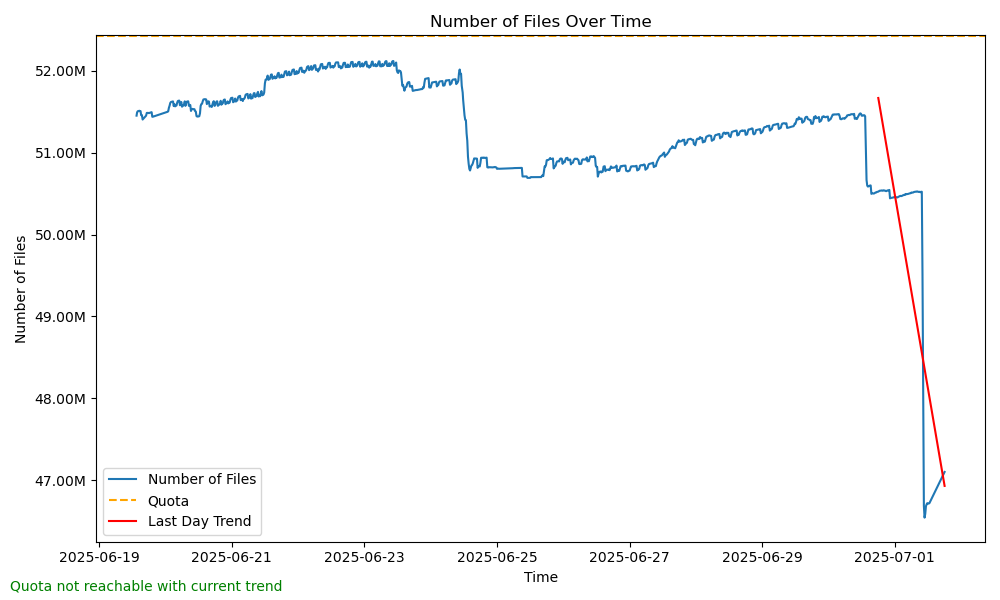 Number of Files Over Time
Number of Files
52.00M
51.00M
50.00M
49.00M
48.00M
47.00M
Number of Files
Quota
Last Day Trend
2025-06-19
2025-06-21
2025-06-23
2025-06-25
2025-06-27
2025-06-29
2025-07-01
Time
Quota not reachable with current trend